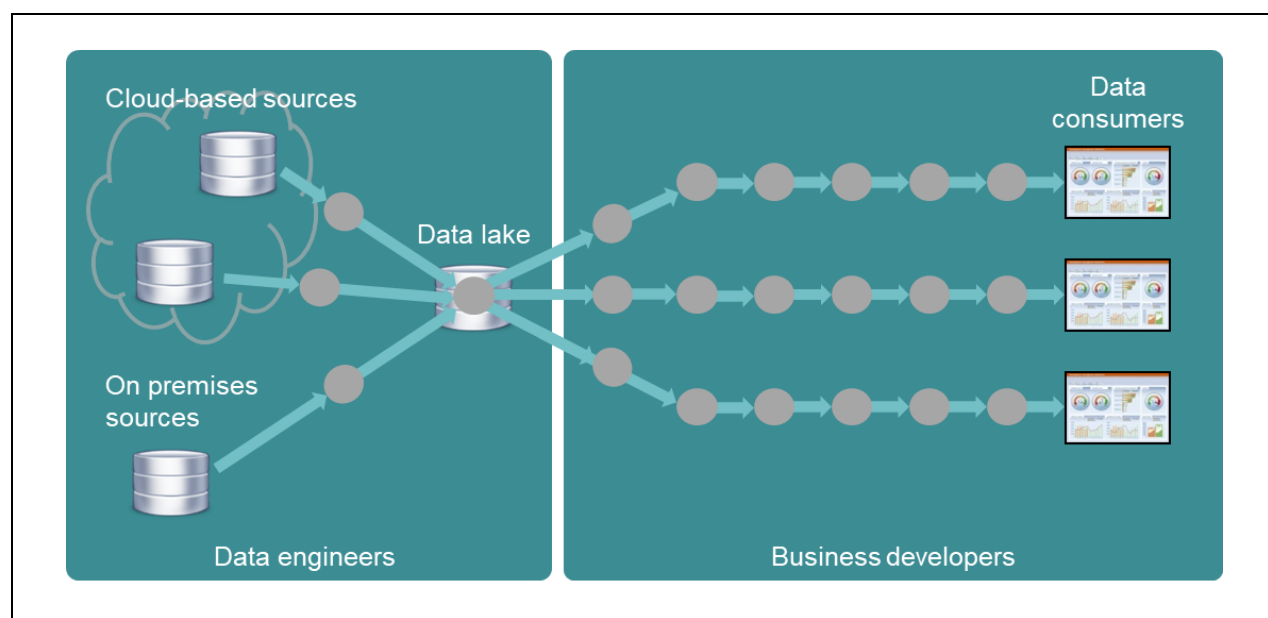 Cloud-based sources
Data
consumers
Data lake
On premises
sources
Data engineers
Business developers